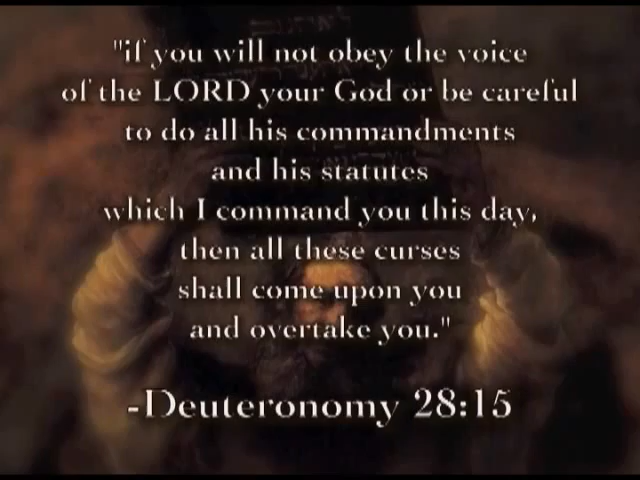 "if you will not obey the voice
of the LORD your God or be careful
to do all his commandments
and his statutes
which I command you this day,
then all these curses
shall come upon you
and overtake you."
-Deuteronomy 28:15